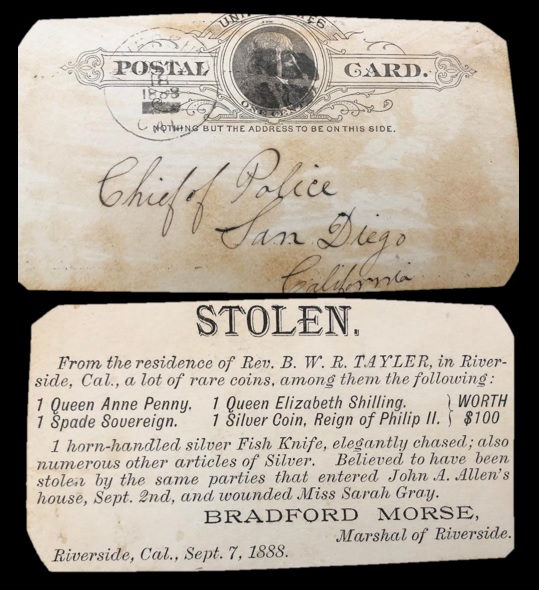 UNITED STATES
POSTAL CARD.
ONE CENT
18
1888
CAL
NOTHING BUT THE ADDRESS TO BE ON THIS SIDE.
Chief of Police
San Diego
California
STOLEN.
From the residence of Rev. B. W. R. TAYLER, in River-
side, Cal., a lot of rare coins, among them the following:
1 Queen Anne Penny. 1 Queen Elizabeth Shilling. } WORTH
1 Spade Sovereign. 1 Silver Coin, Reign of Philip II. } $100
1 horn-handled silver Fish Knife, elegantly chased; also
numerous other articles of Silver. Believed to have been
stolen by the same parties that entered John A. Allen's
house, Sept. 2nd, and wounded Miss Sarah Gray.
BRADFORD MORSE,
Marshal of Riverside.
Riverside, Cal., Sept. 7, 1888.